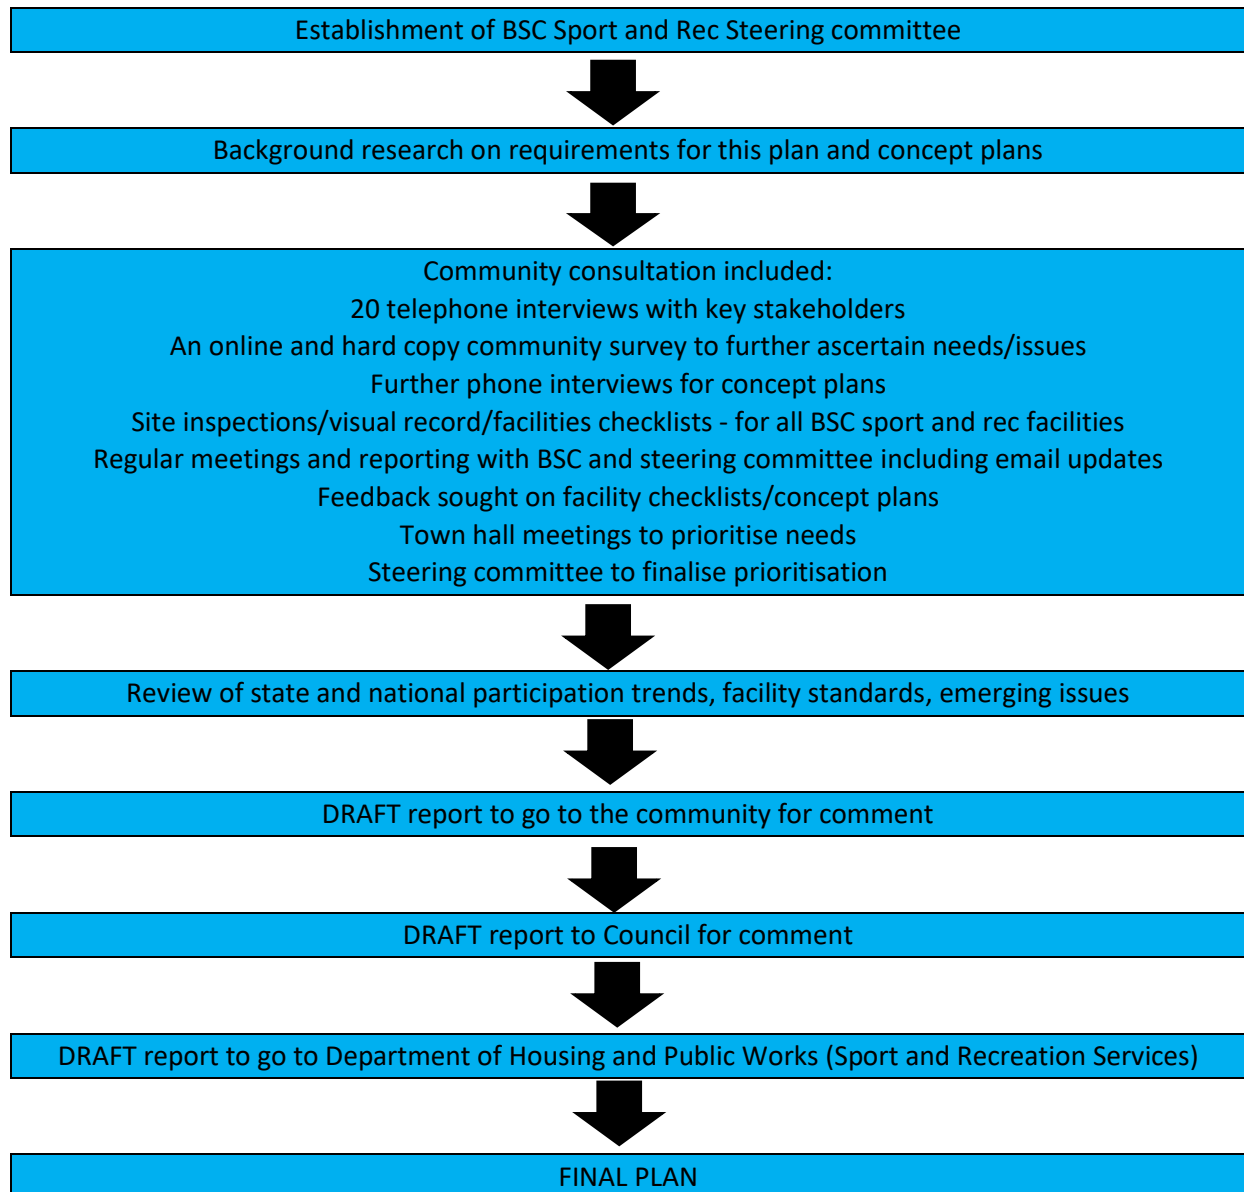 Establishment of BSC Sport and Rec Steering committee
Background research on requirements for this plan and concept plans
Community consultation included:
20 telephone interviews with key stakeholders
An online and hard copy community survey to further ascertain needs/issues
Further phone interviews for concept plans
Site inspections/visual record/facilities checklists - for all BSC sport and rec facilities
Regular meetings and reporting with BSC and steering committee including email updates
Feedback sought on facility checklists/concept plans
Town hall meetings to prioritise needs
Steering committee to finalise prioritisation
Review of state and national participation trends, facility standards, emerging issues
DRAFT report to go to the community for comment
DRAFT report to Council for comment
DRAFT report to go to Department of Housing and Public Works (Sport and Recreation Services)
FINAL PLAN